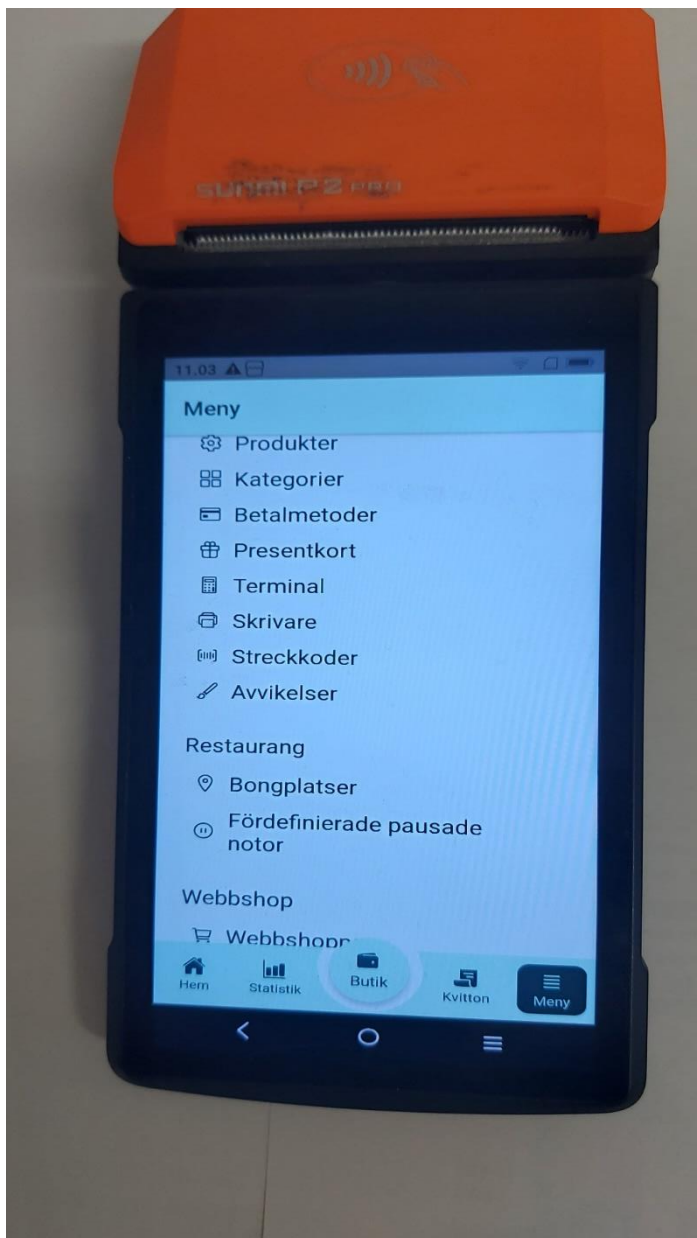 SUNMI P2 PRO
11.03
Meny
Produkter
Kategorier
Betalmetoder
Presentkort
Terminal
Skrivare
Streckkoder
Avvikelser
Restaurang
Bongplatser
Fördefinierade pausade
notor
Webbshop
Hem Statistik Butik Kvitton Meny